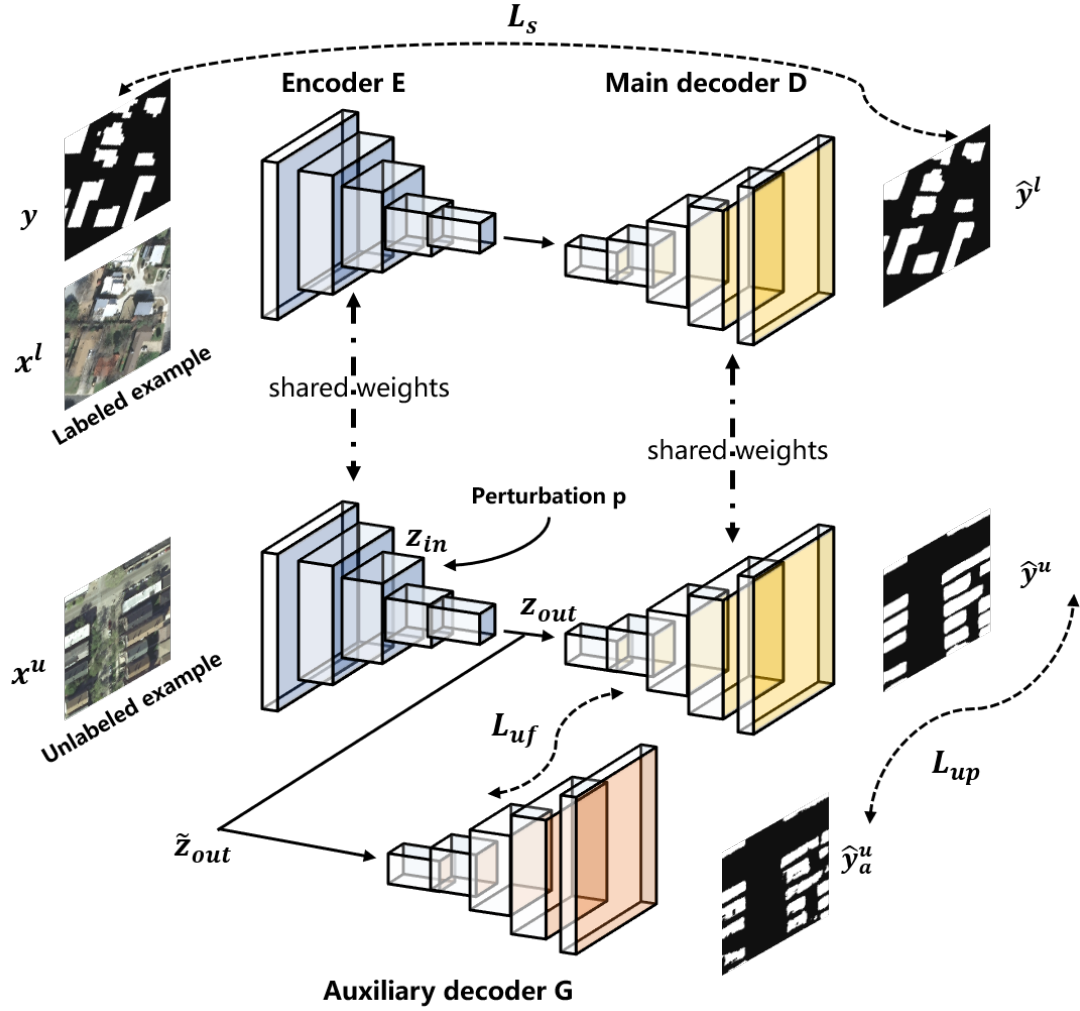 L_s
Encoder E
Main decoder D
y
ŷ^l
x^l
Labeled example
shared weights
shared weights
Perturbation p
z_in
z_out
ŷ^u
x^u
Unlabeled example
L_uf
L_up
z̃_out
ŷ_a^u
Auxiliary decoder G